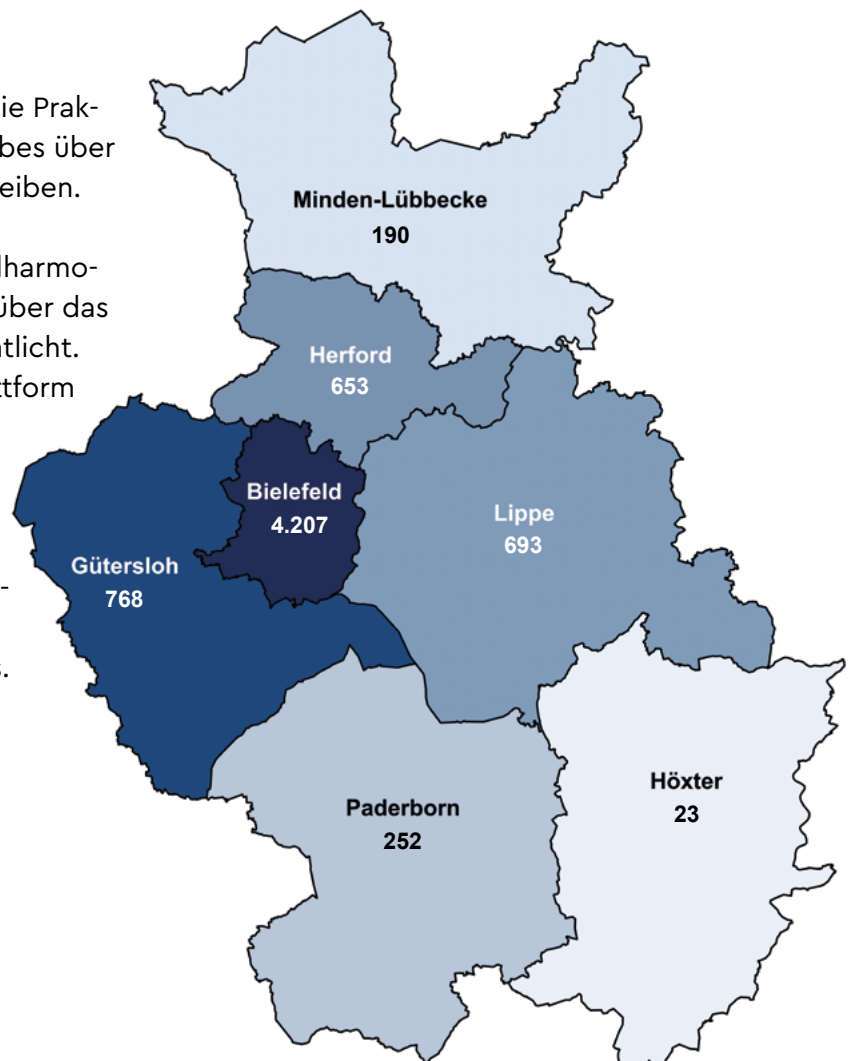 ie Prak-
bes über
eiben.
dharmo-
über das
tlicht.
ttform
-
s.
Minden-Lübbecke
190
Herford
653
Bielefeld
4.207
Lippe
693
Gütersloh
768
Paderborn
252
Höxter
23